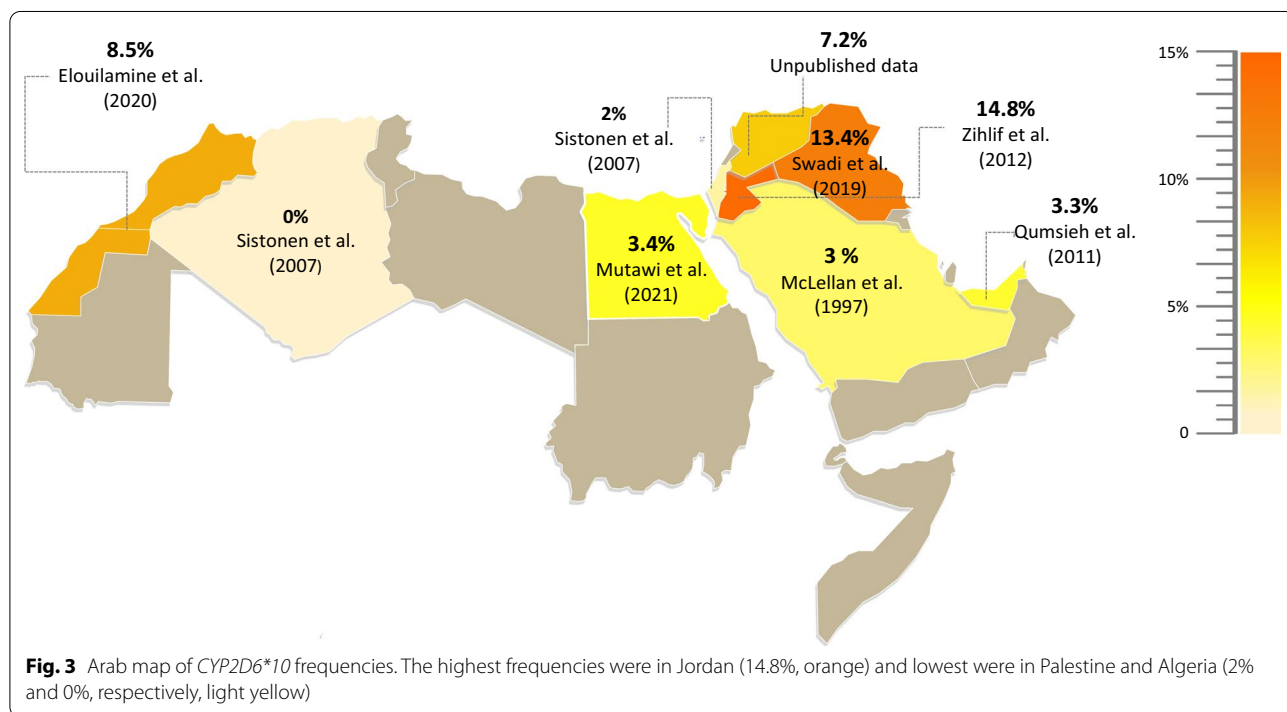 8.5%
Elouilamine et al.
(2020)
7.2%
Unpublished data
2%
Sistonen et al.
(2007)
14.8%
Zihlif et al.
(2012)
13.4%
Swadi et al.
(2019)
0%
Sistonen et al.
(2007)
3.4%
Mutawi et al.
(2021)
3 %
McLellan et al.
(1997)
3.3%
Qumsieh et al.
(2011)
15%
10%
5%
0
Fig. 3 Arab map of CYP2D6*10 frequencies. The highest frequencies were in Jordan (14.8%, orange) and lowest were in Palestine and Algeria (2%
and 0%, respectively, light yellow)